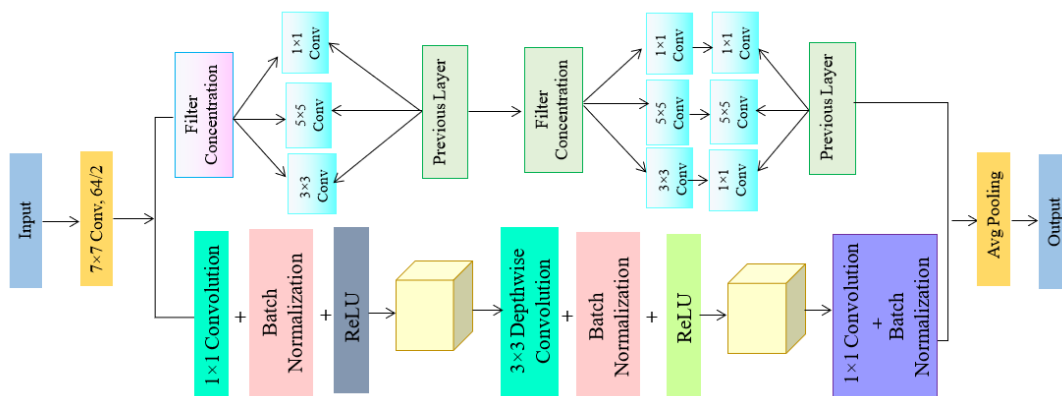 Input
7×7 Conv, 64/2
Filter
Concentration
3×3
Conv
5×5
Conv
1×1
Conv
Previous Layer
Filter
Concentration
3×3
Conv
5×5
Conv
1×1
Conv
1×1
Conv
5×5
Conv
1×1
Conv
Previous Layer
1×1 Convolution
+
Batch
Normalization
+
ReLU
3×3 Depthwise
Convolution
+
Batch
Normalization
+
ReLU
1×1 Convolution
+
Batch
Normalization
Avg Pooling
Output